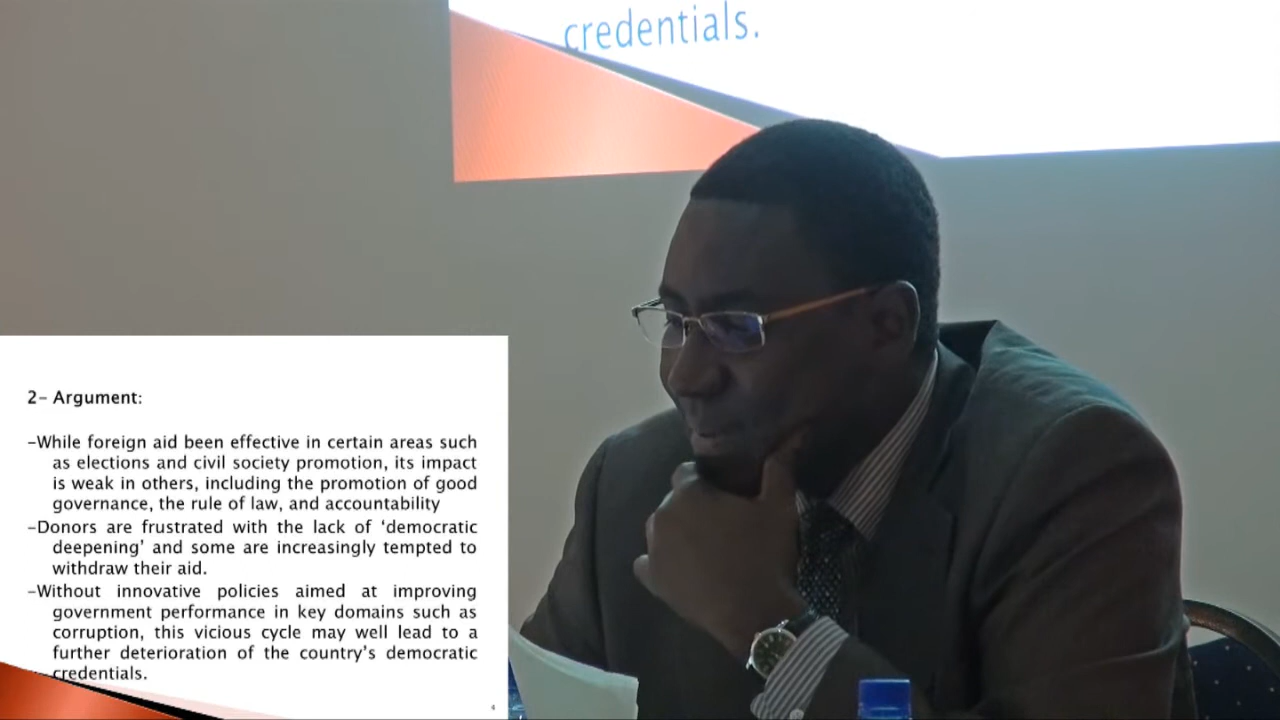 credentials.
2- Argument:
-While foreign aid been effective in certain areas such
as elections and civil society promotion, its impact
is weak in others, including the promotion of good
governance, the rule of law, and accountability
-Donors are frustrated with the lack of ‘democratic
deepening’ and some are increasingly tempted to
withdraw their aid.
-Without innovative policies aimed at improving
government performance in key domains such as
corruption, this vicious cycle may well lead to a
further deterioration of the country’s democratic
credentials.
4